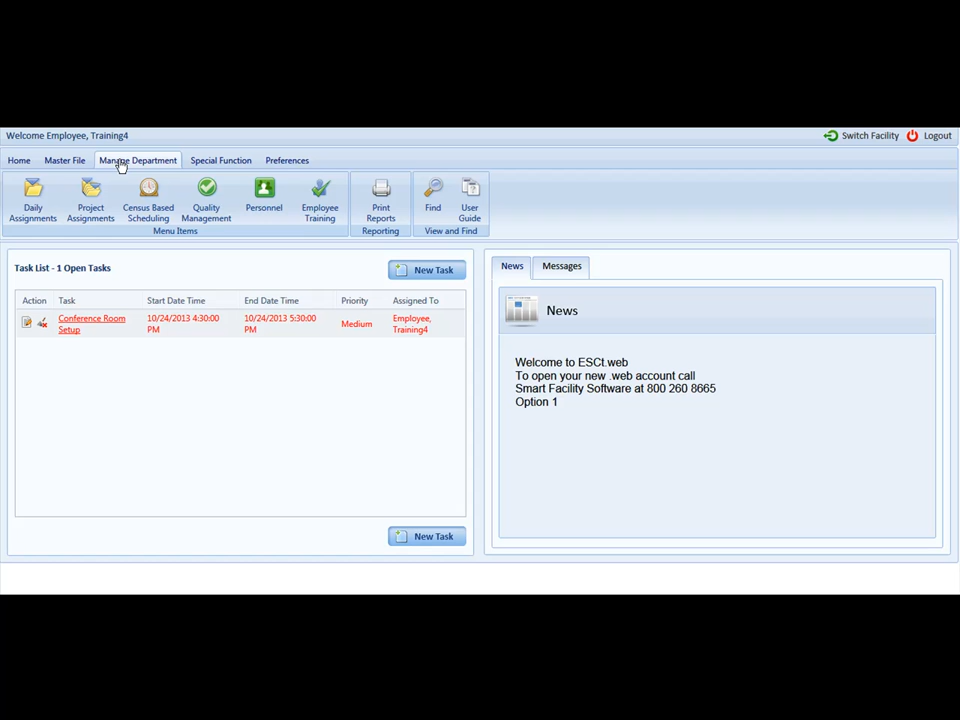 Welcome Employee, Training4
Switch Facility
Logout
Home
Master File
Manage Department
Special Function
Preferences
Daily
Assignments
Project
Assignments
Census Based
Scheduling
Quality
Management
Personnel
Employee
Training
Print
Reports
Find
User
Guide
Menu Items
Reporting
View and Find
Task List - 1 Open Tasks
New Task
Action
Task
Start Date Time
End Date Time
Priority
Assigned To
Conference Room
Setup
10/24/2013 4:30:00
PM
10/24/2013 5:30:00
PM
Medium
Employee,
Training4
New Task
News
Messages
News
Welcome to ESCt.web
To open your new .web account call
Smart Facility Software at 800 260 8665
Option 1